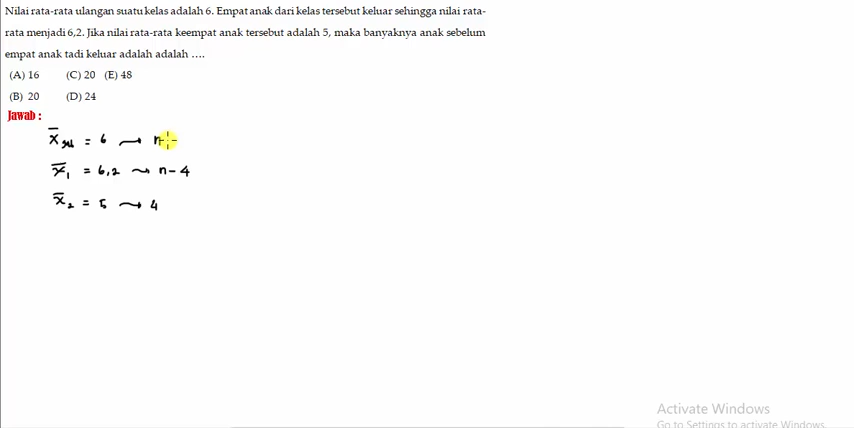 Nilai rata-rata ulangan suatu kelas adalah 6. Empat anak dari kelas tersebut keluar sehingga nilai rata-
rata menjadi 6,2. Jika nilai rata-rata keempat anak tersebut adalah 5, maka banyaknya anak sebelum
empat anak tadi keluar adalah adalah ....
(A) 16 (C) 20 (E) 48
(B) 20 (D) 24
Jawab :
= 6 → n
x̄₁ = 6,2 → n - 4
x̄₂ = 5 → 4
Activate Windows
Go to Settings to activate Windows.